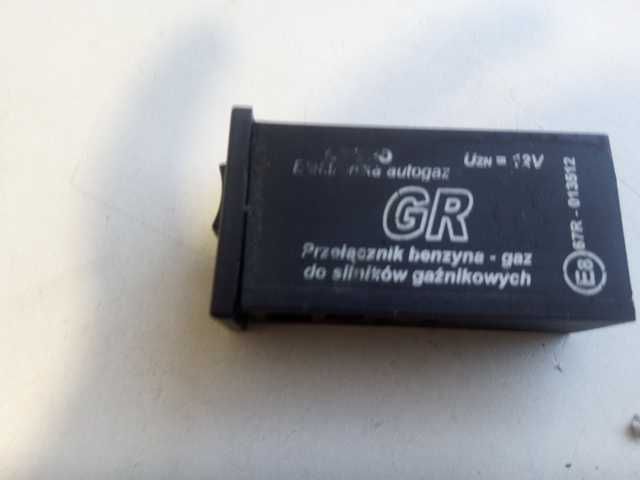 autogaz
UZN = 12V
GR
Przełącznik benzyna - gaz
do silników gaźnikowych
E8 67R - 013512